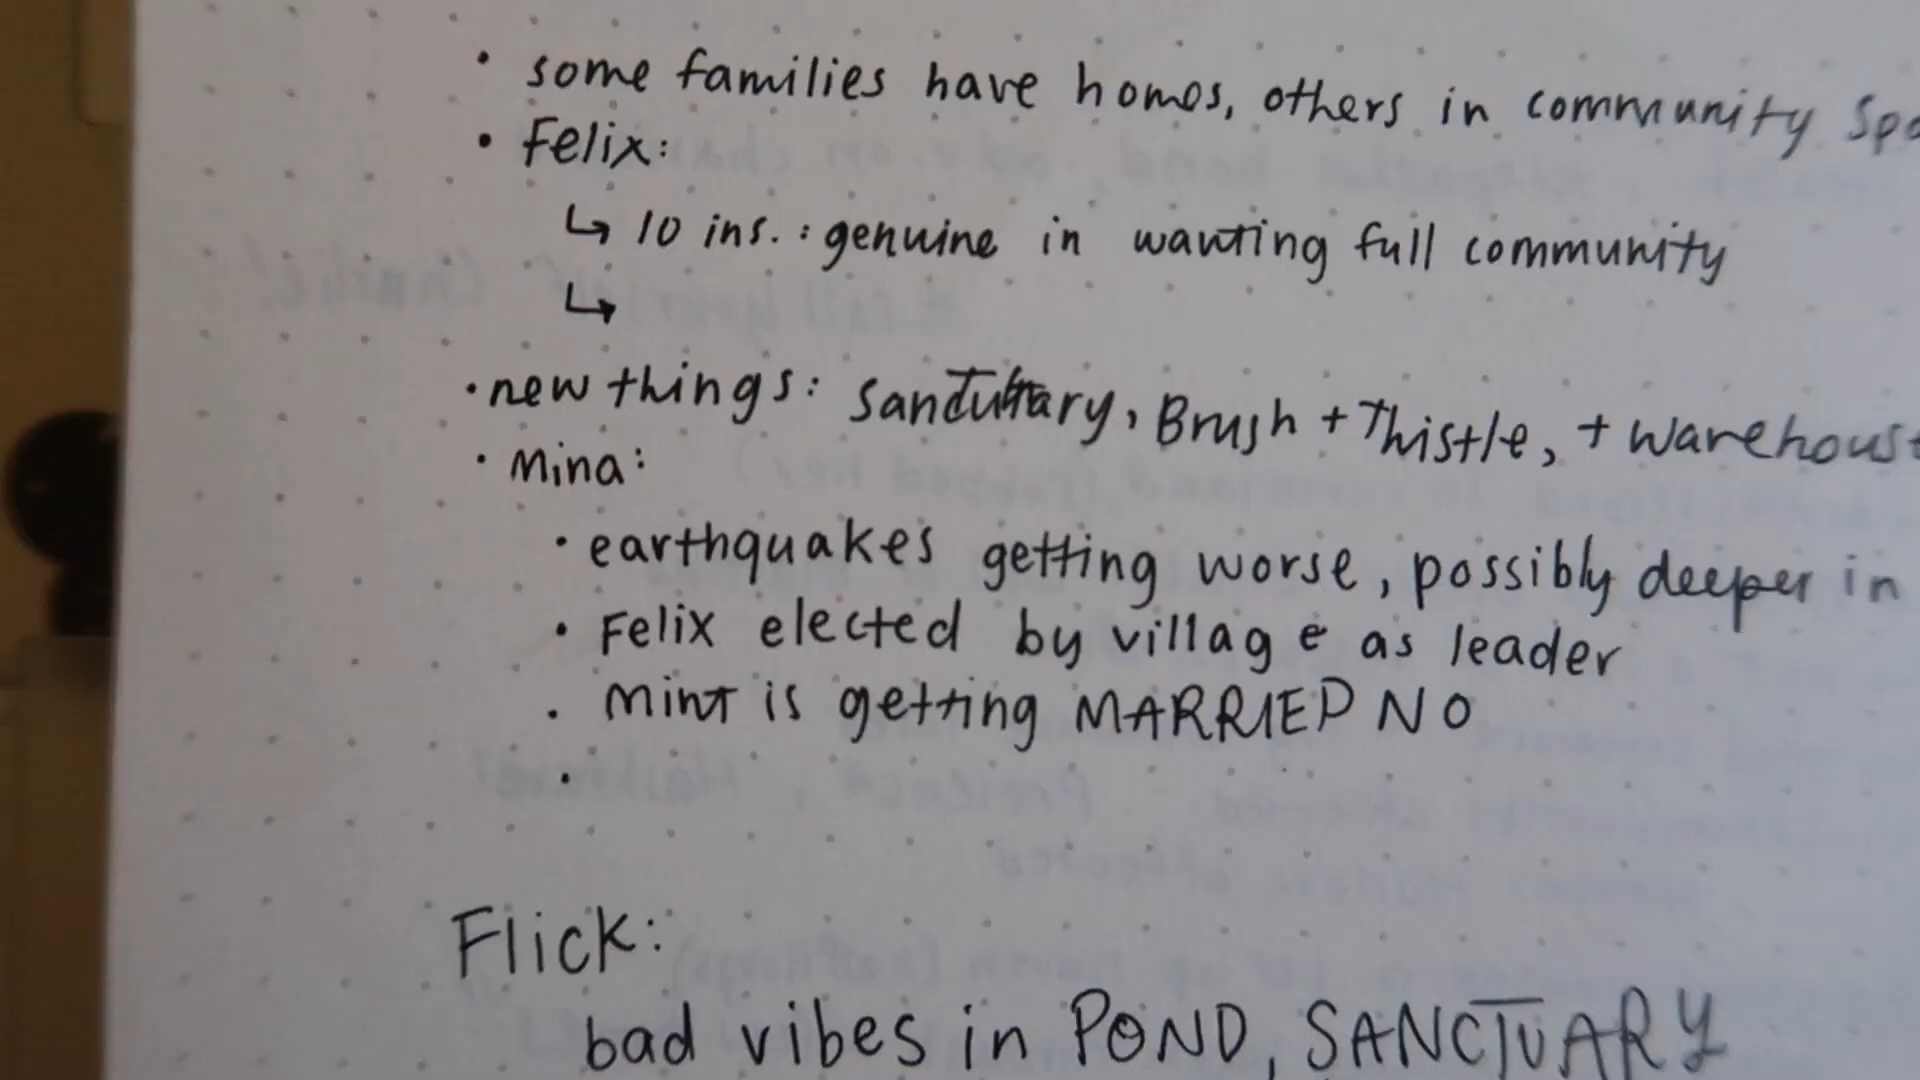 • some families have homes, others in community spa
• Felix:
↳ 10 ins. : genuine in wanting full community
↳
• new things: Sanctuary, Brush + Thistle, + warehouse
• Mina:
• earthquakes getting worse, possibly deeper in
• Felix elected by village as leader
• Mint is getting MARRIED NO
•
Flick:
bad vibes in POND, SANCTUARY